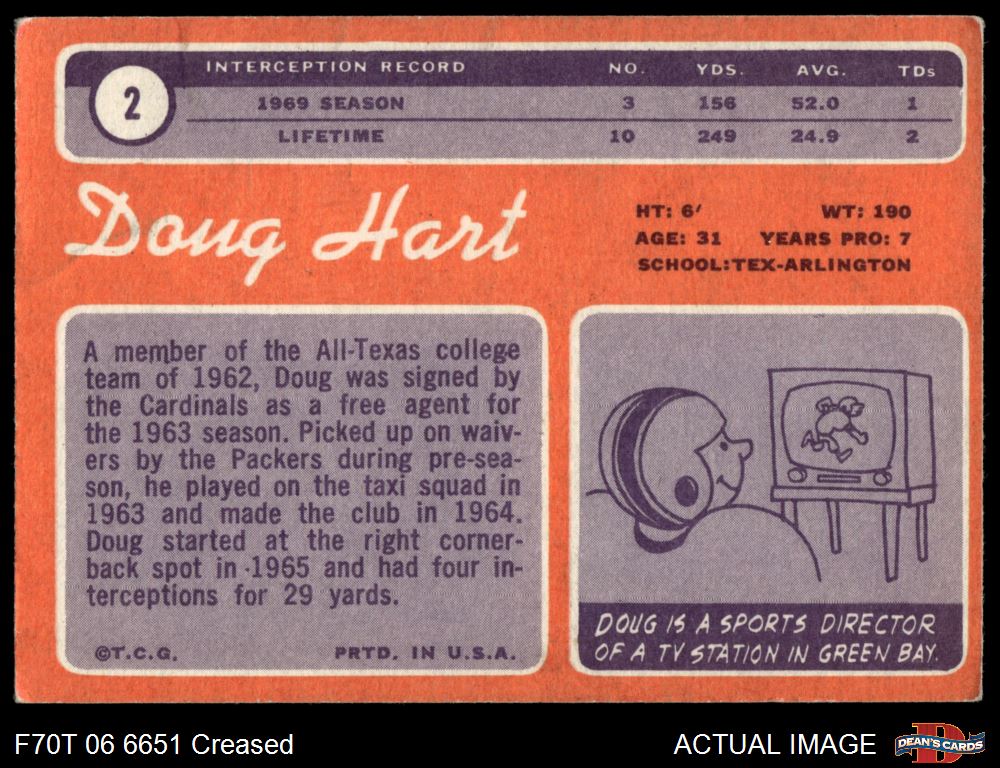 2
INTERCEPTION RECORD NO. YDS. AVG. TDs
1969 SEASON 3 156 52.0 1
LIFETIME 10 249 24.9 2
Doug Hart
HT: 6′ WT: 190
AGE: 31 YEARS PRO: 7
SCHOOL:TEX-ARLINGTON
A member of the All-Texas college
team of 1962, Doug was signed by
the Cardinals as a free agent for
the 1963 season. Picked up on waiv-
ers by the Packers during pre-sea-
son, he played on the taxi squad in
1963 and made the club in 1964.
Doug started at the right corner-
back spot in 1965 and had four in-
terceptions for 29 yards.
©T.C.G. PRTD. IN U.S.A.
DOUG IS A SPORTS DIRECTOR
OF A TV STATION IN GREEN BAY.
F70T 06 6651 Creased
ACTUAL IMAGE
D
DEAN'S CARDS